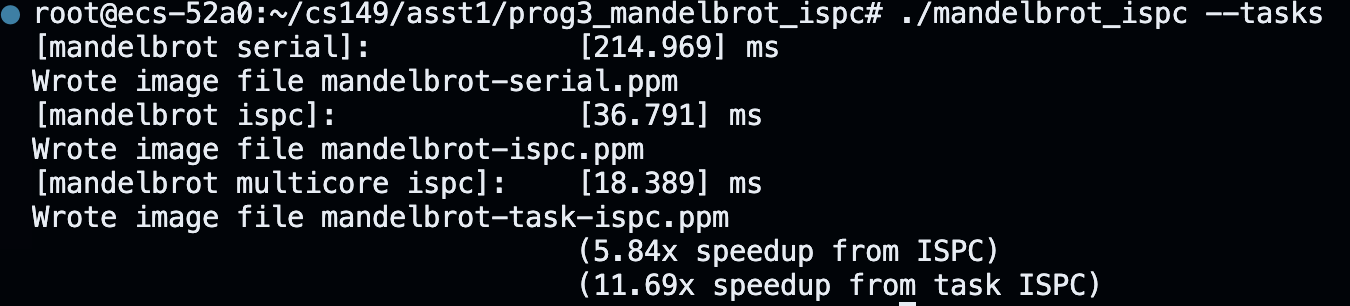 root@ecs-52a0:~/cs149/asst1/prog3_mandelbrot_ispc# ./mandelbrot_ispc --tasks
[mandelbrot serial]: [214.969] ms
Wrote image file mandelbrot-serial.ppm
[mandelbrot ispc]: [36.791] ms
Wrote image file mandelbrot-ispc.ppm
[mandelbrot multicore ispc]: [18.389] ms
Wrote image file mandelbrot-task-ispc.ppm
(5.84x speedup from ISPC)
(11.69x speedup from task ISPC)